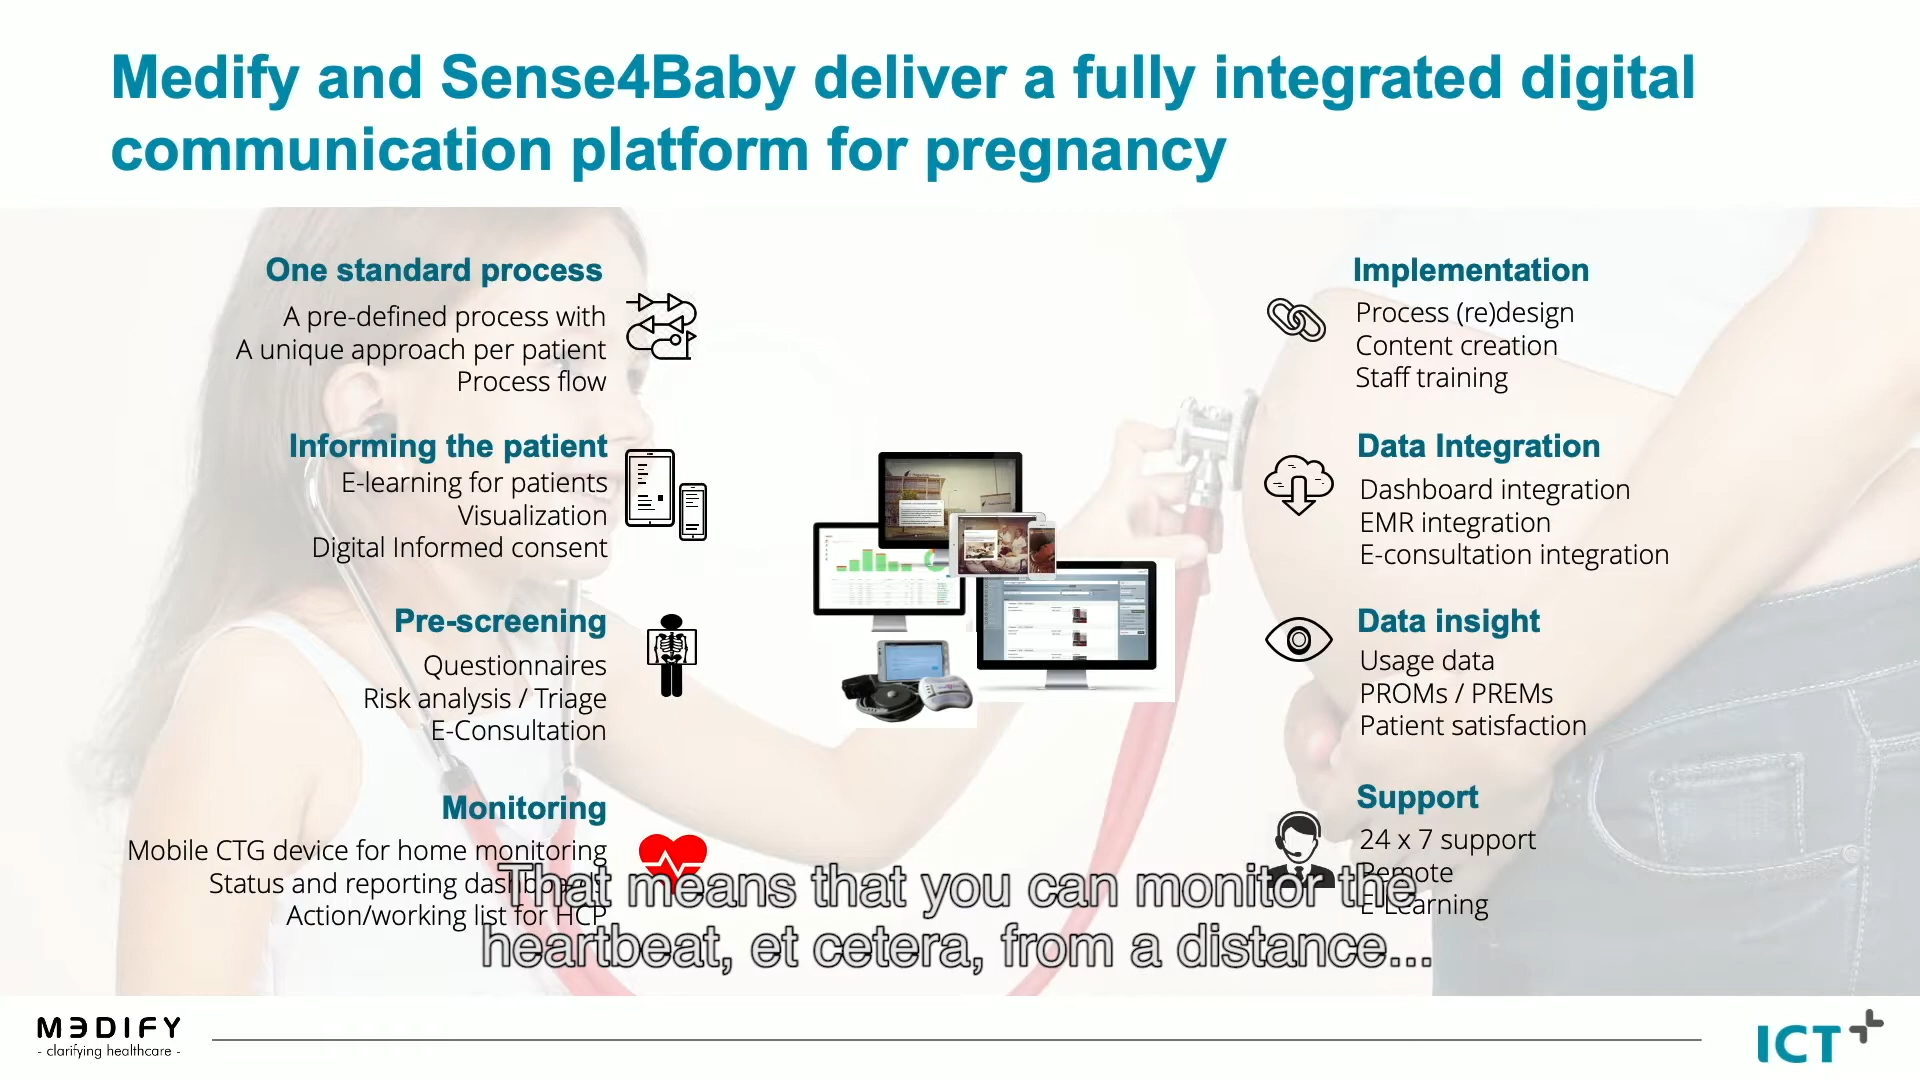 Medify and Sense4Baby deliver a fully integrated digital
communication platform for pregnancy
One standard process
A pre-defined process with
A unique approach per patient
Process flow
Informing the patient
E-learning for patients
Visualization
Digital Informed consent
Pre-screening
Questionnaires
Risk analysis / Triage
E-Consultation
Monitoring
Mobile CTG device for home monitoring
Status and reporting
Action/working list for HCP
Implementation
Process (re)design
Content creation
Staff training
Data Integration
Dashboard integration
EMR integration
E-consultation integration
Data insight
Usage data
PROMs / PREMs
Patient satisfaction
Support
24 x 7 support
Remote
E-Learning
That means that you can monitor the
heartbeat, et cetera, from a distance...
MEDIFY
- clarifying healthcare -
ICT